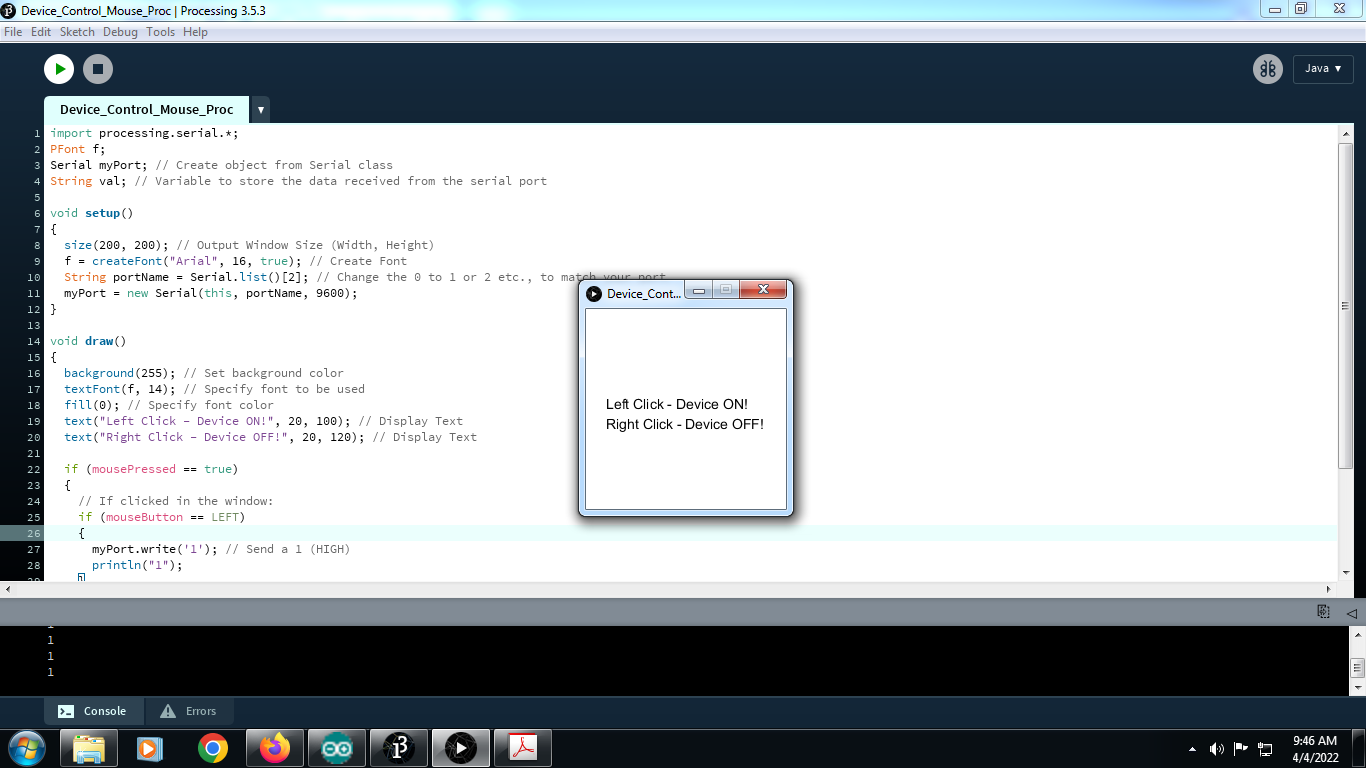 Device_Control_Mouse_Proc | Processing 3.5.3
File Edit Sketch Debug Tools Help
Java ▾
Device_Control_Mouse_Proc ▾
1 import processing.serial.*;
2 PFont f;
3 Serial myPort; // Create object from Serial class
4 String val; // Variable to store the data received from the serial port
5
6 void setup()
7 {
8 size(200, 200); // Output Window Size (Width, Height)
9 f = createFont("Arial", 16, true); // Create Font
10 String portName = Serial.list()[2]; // Change the 0 to 1 or 2 etc., to match your port
11 myPort = new Serial(this, portName, 9600);
12 }
13
14 void draw()
15 {
16 background(255); // Set background color
17 textFont(f, 14); // Specify font to be used
18 fill(0); // Specify font color
19 text("Left Click - Device ON!", 20, 100); // Display Text
20 text("Right Click - Device OFF!", 20, 120); // Display Text
21
22 if (mousePressed == true)
23 {
24 // If clicked in the window:
25 if (mouseButton == LEFT)
26 {
27 myPort.write('1'); // Send a 1 (HIGH)
28 println("1");
29 }
Device_Cont...
Left Click - Device ON!
Right Click - Device OFF!
1
1
1
1
Console Errors
9:46 AM
4/4/2022